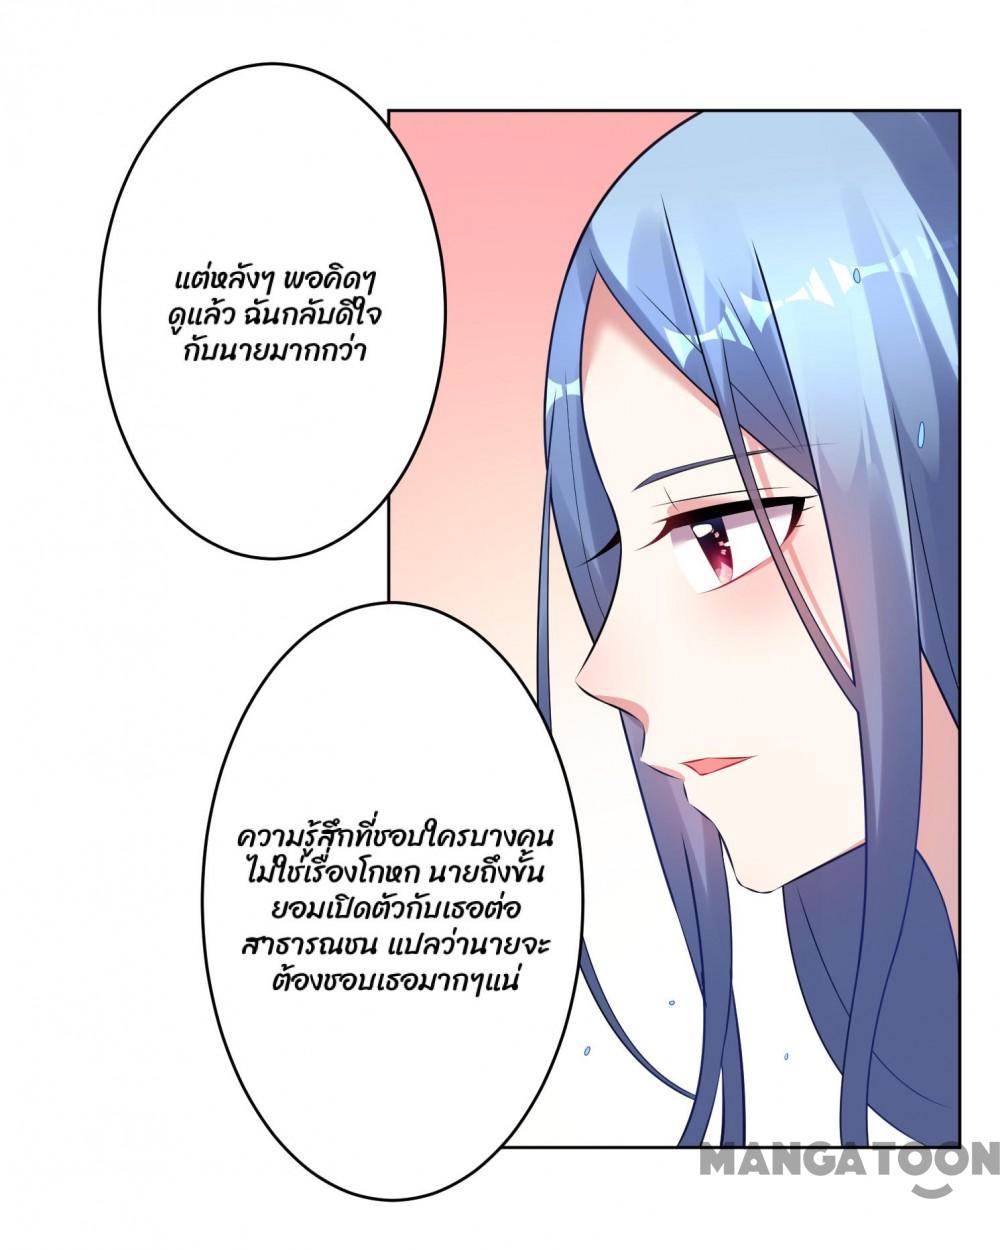 แต่หลังๆ พอคิดๆ
ดูแล้ว ฉันกลับดีใจ
กับนายมากกว่า
ความรู้สึกที่ชอบใครบางคน
ไม่ใช่เรื่องโกหก นายถึงขั้น
ยอมเปิดตัวกับเธอต่อ
สาธารณชน แปลว่านายจะ
ต้องชอบเธอมากๆแน่
MANGATOON